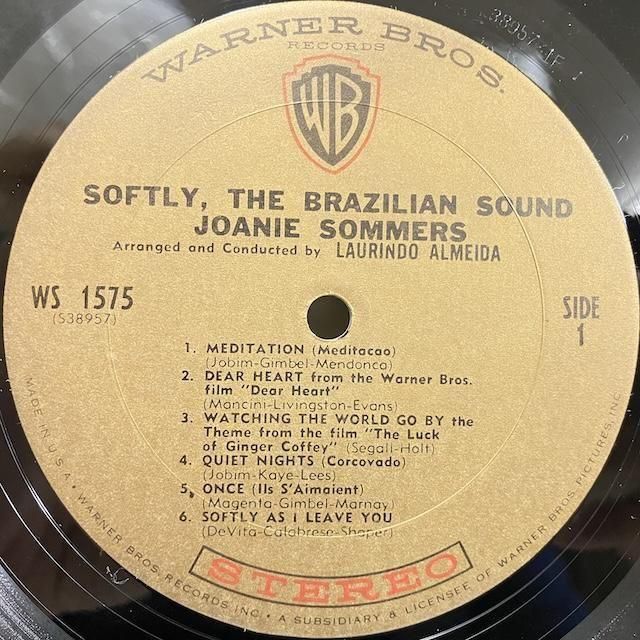 WARNER BROS.
RECORDS
WB
38957-1F 1
SOFTLY, THE BRAZILIAN SOUND
JOANIE SOMMERS
Arranged and Conducted by LAURINDO ALMEIDA
WS 1575
(S38957)
SIDE
1
1. MEDITATION (Meditacao)
(Jobim-Gimbel-Mendonca)
2. DEAR HEART from the Warner Bros.
film "Dear Heart"
(Mancini-Livingston-Evans)
3. WATCHING THE WORLD GO BY the
Theme from the film "The Luck
of Ginger Coffey" (Segall-Holt)
4. QUIET NIGHTS (Corcovado)
(Jobim-Kaye-Lees)
5. ONCE (Ils S'Aimaient)
(Magenta-Gimbel-Marnay)
6. SOFTLY AS I LEAVE YOU
(DeVita-Calabrese-Shaper)
STEREO
MADE IN U.S.A. • WARNER BROS. RECORDS INC. • A SUBSIDIARY & LICENSEE OF WARNER BROS. PICTURES, INC.